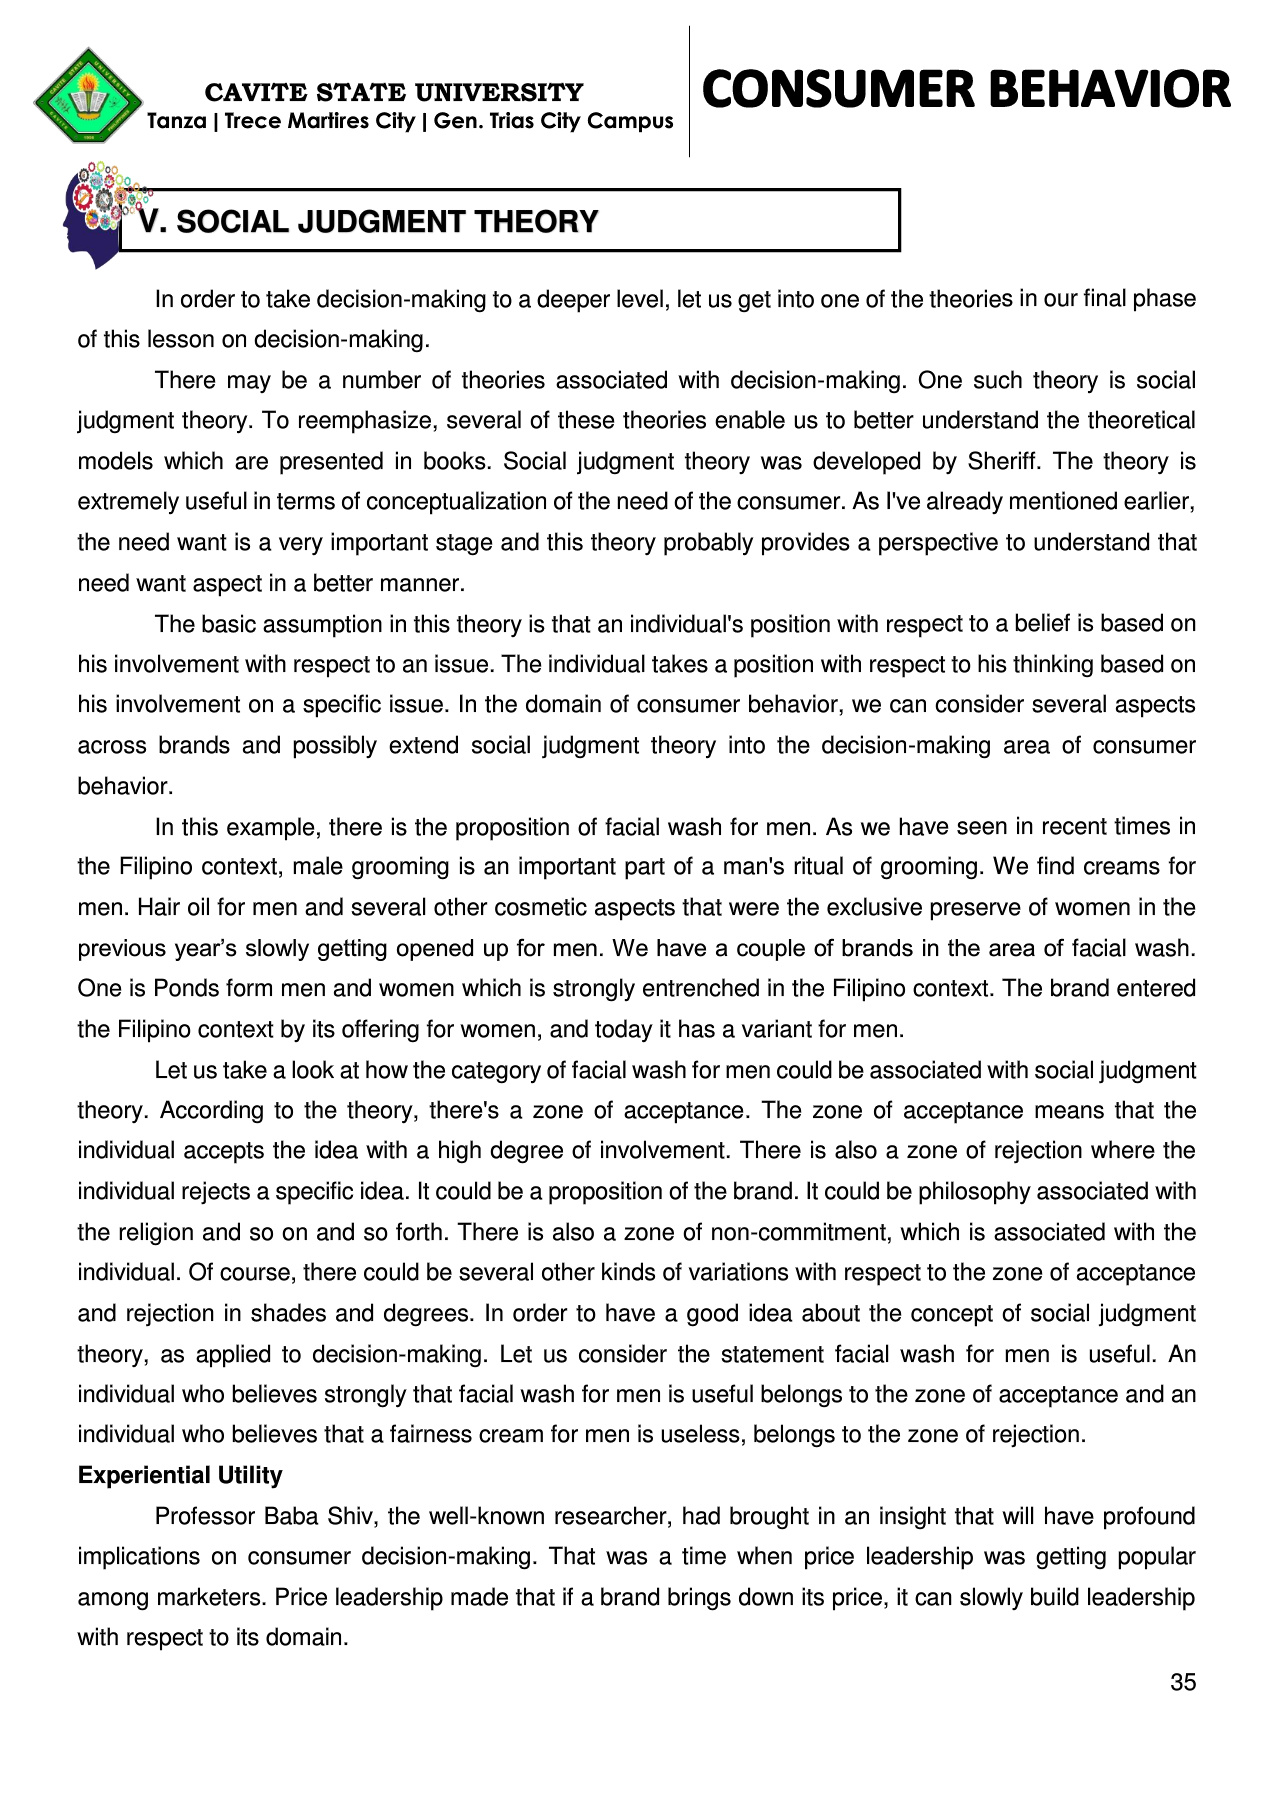 CAVITE STATE UNIVERSITY
Tanza | Trece Martires City | Gen. Trias City Campus
CONSUMER BEHAVIOR
V. SOCIAL JUDGMENT THEORY
In order to take decision-making to a deeper level, let us get into one of the theories in our final phase
of this lesson on decision-making.
There may be a number of theories associated with decision-making. One such theory is social
judgment theory. To reemphasize, several of these theories enable us to better understand the theoretical
models which are presented in books. Social judgment theory was developed by Sheriff. The theory is
extremely useful in terms of conceptualization of the need of the consumer. As I've already mentioned earlier,
the need want is a very important stage and this theory probably provides a perspective to understand that
need want aspect in a better manner.
The basic assumption in this theory is that an individual's position with respect to a belief is based on
his involvement with respect to an issue. The individual takes a position with respect to his thinking based on
his involvement on a specific issue. In the domain of consumer behavior, we can consider several aspects
across brands and possibly extend social judgment theory into the decision-making area of consumer
behavior.
In this example, there is the proposition of facial wash for men. As we have seen in recent times in
the Filipino context, male grooming is an important part of a man's ritual of grooming. We find creams for
men. Hair oil for men and several other cosmetic aspects that were the exclusive preserve of women in the
previous year’s slowly getting opened up for men. We have a couple of brands in the area of facial wash.
One is Ponds form men and women which is strongly entrenched in the Filipino context. The brand entered
the Filipino context by its offering for women, and today it has a variant for men.
Let us take a look at how the category of facial wash for men could be associated with social judgment
theory. According to the theory, there's a zone of acceptance. The zone of acceptance means that the
individual accepts the idea with a high degree of involvement. There is also a zone of rejection where the
individual rejects a specific idea. It could be a proposition of the brand. It could be philosophy associated with
the religion and so on and so forth. There is also a zone of non-commitment, which is associated with the
individual. Of course, there could be several other kinds of variations with respect to the zone of acceptance
and rejection in shades and degrees. In order to have a good idea about the concept of social judgment
theory, as applied to decision-making. Let us consider the statement facial wash for men is useful. An
individual who believes strongly that facial wash for men is useful belongs to the zone of acceptance and an
individual who believes that a fairness cream for men is useless, belongs to the zone of rejection.
Experiential Utility
Professor Baba Shiv, the well-known researcher, had brought in an insight that will have profound
implications on consumer decision-making. That was a time when price leadership was getting popular
among marketers. Price leadership made that if a brand brings down its price, it can slowly build leadership
with respect to its domain.
35